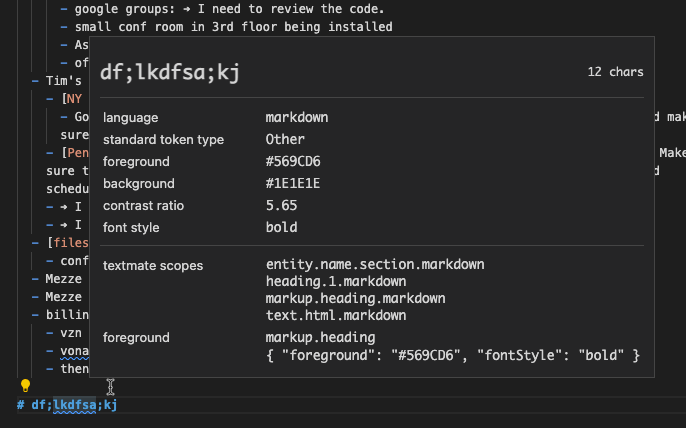 - google groups: → I need to review the code.
- small conf room in 3rd floor being installed
- As
- of
- Tim's
- [NY
- Go
d mak
sure
- [Pen
Make
sure t
d
schedu
- → I
- → I
- [files
- conf
- Mezze
- Mezze
- billin
- vzn
- vona
- then
df;lkdfsa;kj 12 chars
language markdown
standard token type Other
foreground #569CD6
background #1E1E1E
contrast ratio 5.65
font style bold
textmate scopes entity.name.section.markdown
heading.1.markdown
markup.heading.markdown
text.html.markdown
foreground markup.heading
{ "foreground": "#569CD6", "fontStyle": "bold" }
# df;lkdfsa;kj